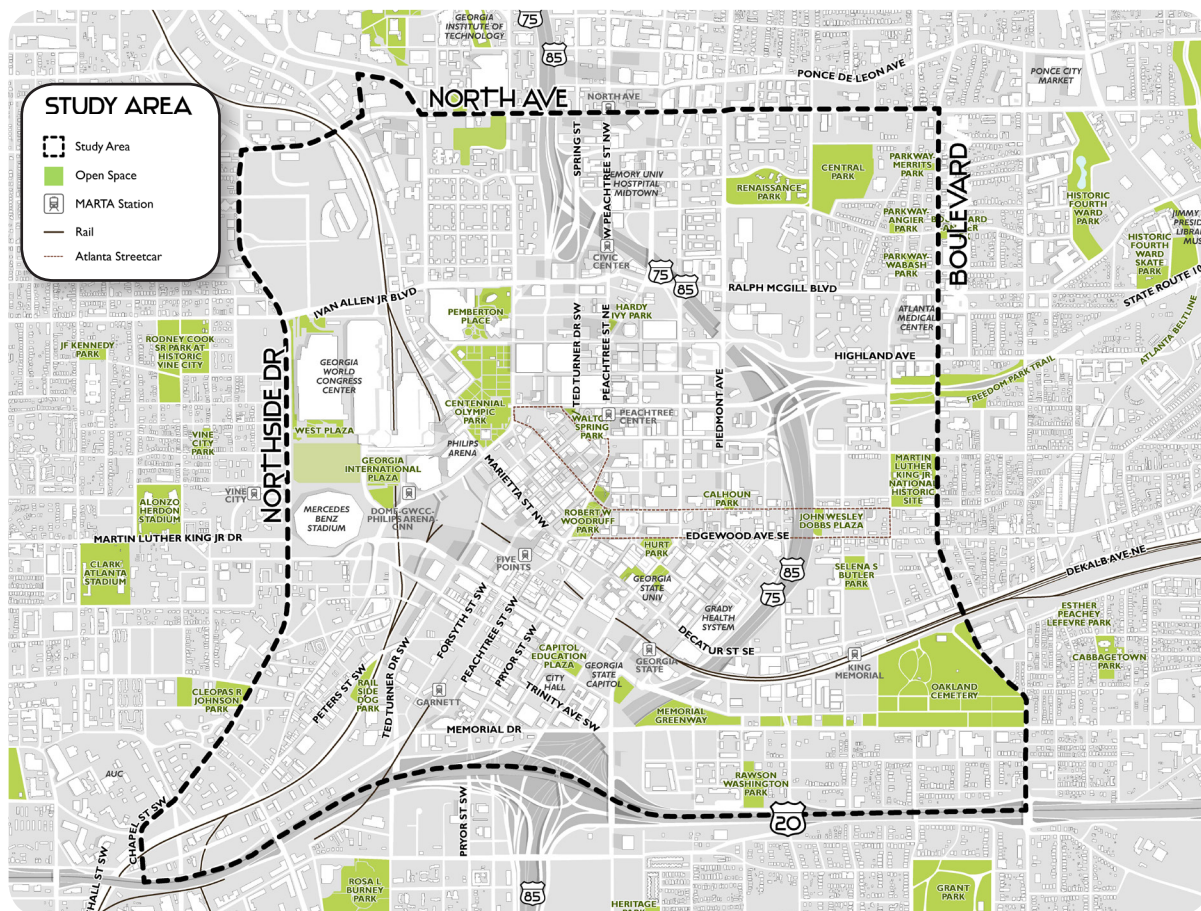 GEORGIA
INSTITUTE OF
TECHNOLOGY
75
85
PONCE DE LEON AVE
PONCE CITY
MARKET
STUDY AREA
Study Area
Open Space
MARTA Station
Rail
Atlanta Streetcar
NORTH AVE
NORTH AVE
SPRING ST
W PEACHTREE ST NW
EMORY UNIV
HOSTPITAL
MIDTOWN
RENAISSANCE
PARK
CENTRAL
PARK
PARKWAY-
MERRITS
PARK
BOULEVARD
HISTORIC
FOURTH
WARD
PARK
PARKWAY-
ANGIER
PARK
PARKWAY-
WABASH
PARK
HISTORIC
FOURTH
WARD
SKATE
PARK
CIVIC
CENTER
75
85
RALPH MCGILL BLVD
STATE ROUTE 10
ATLANTA
MEDICAL
CENTER
IVAN ALLEN JR BLVD
PEMBERTON
PLACE
HARDY
IVY PARK
TED TURNER DR SW
PEACHTREE ST NE
JF KENNEDY
PARK
RODNEY COOK
SR PARK AT
HISTORIC
VINE CITY
NORTHSIDE DR
GEORGIA
WORLD
CONGRESS
CENTER
HIGHLAND AVE
FREEDOM PARK TRAIL
ATLANTA BELTLINE
PIEDMONT AVE
CENTENNIAL
OLYMPIC
PARK
WALTON
SPRING
PARK
PEACHTREE
CENTER
WEST PLAZA
VINE
CITY
PARK
PHILIPS
ARENA
MARIETTA ST NW
GEORGIA
INTERNATIONAL
PLAZA
MARTIN
LUTHER
KING JR
NATIONAL
HISTORIC
SITE
VINE
CITY
ALONZO
HERDON
STADIUM
MERCEDES
BENZ
STADIUM
DOME-GWCC-
PHILIPS ARENA-
CNN
ROBERT W
WOODRUFF
PARK
CALHOUN
PARK
JOHN WESLEY
DOBBS PLAZA
MARTIN LUTHER KING JR DR
EDGEWOOD AVE SE
HURT
PARK
FIVE
POINTS
CLARK
ATLANTA
STADIUM
85
75
SELENA S
BUTLER
PARK
DEKALB AVE NE
GEORGIA
STATE
UNIV
GRADY
HEALTH
SYSTEM
ESTHER
PEACHEY
LEFEVRE PARK
CABBAGETOWN
PARK
FORSYTH ST SW
PEACHTREE ST SW
PRYOR ST SW
DECATUR ST SE
CAPITOL
EDUCATION
PLAZA
CITY
HALL
GEORGIA
STATE
CAPITOL
GEORGIA
STATE
KING
MEMORIAL
OAKLAND
CEMETERY
CLEOPAS R
JOHNSON
PARK
PETERS ST SW
RAIL
SIDE
DOG
PARK
TED TURNER DR SW
GARNETT
TRINITY AVE SW
MEMORIAL
GREENWAY
MEMORIAL DR
AUC
RAWSON
WASHINGTON
PARK
20
CHAPEL ST SW
PRYOR ST SW
HALL ST SW
ROSA L
BURNEY
PARK
85
HERITAGE
GRANT
PARK